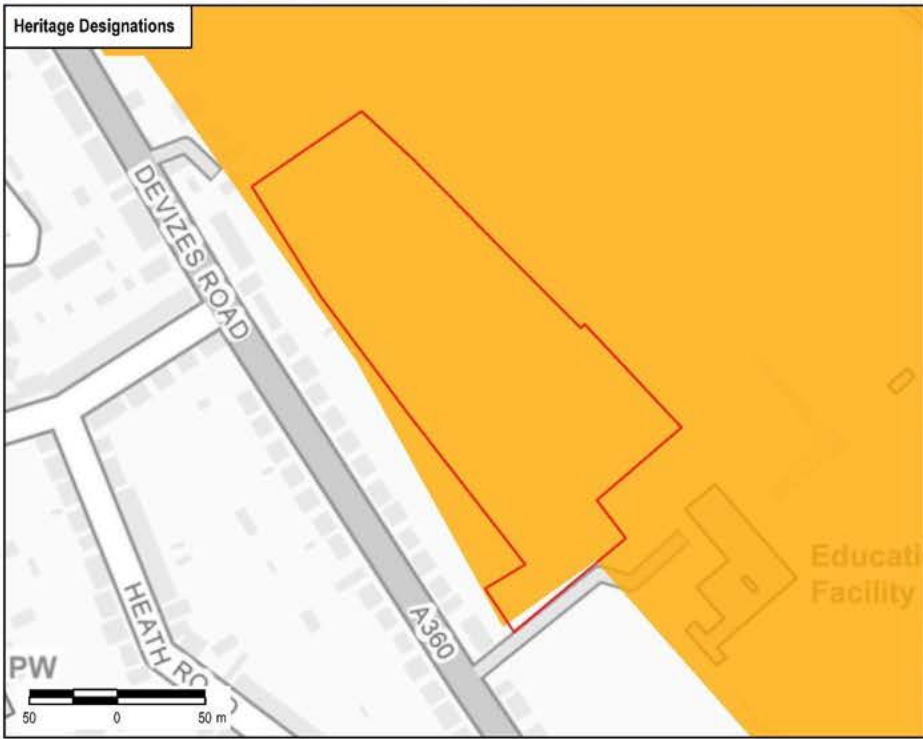 Heritage Designations
DEVIZES ROAD
Educati
Facility
A360
HEATH RO
PW
50 0 50 m